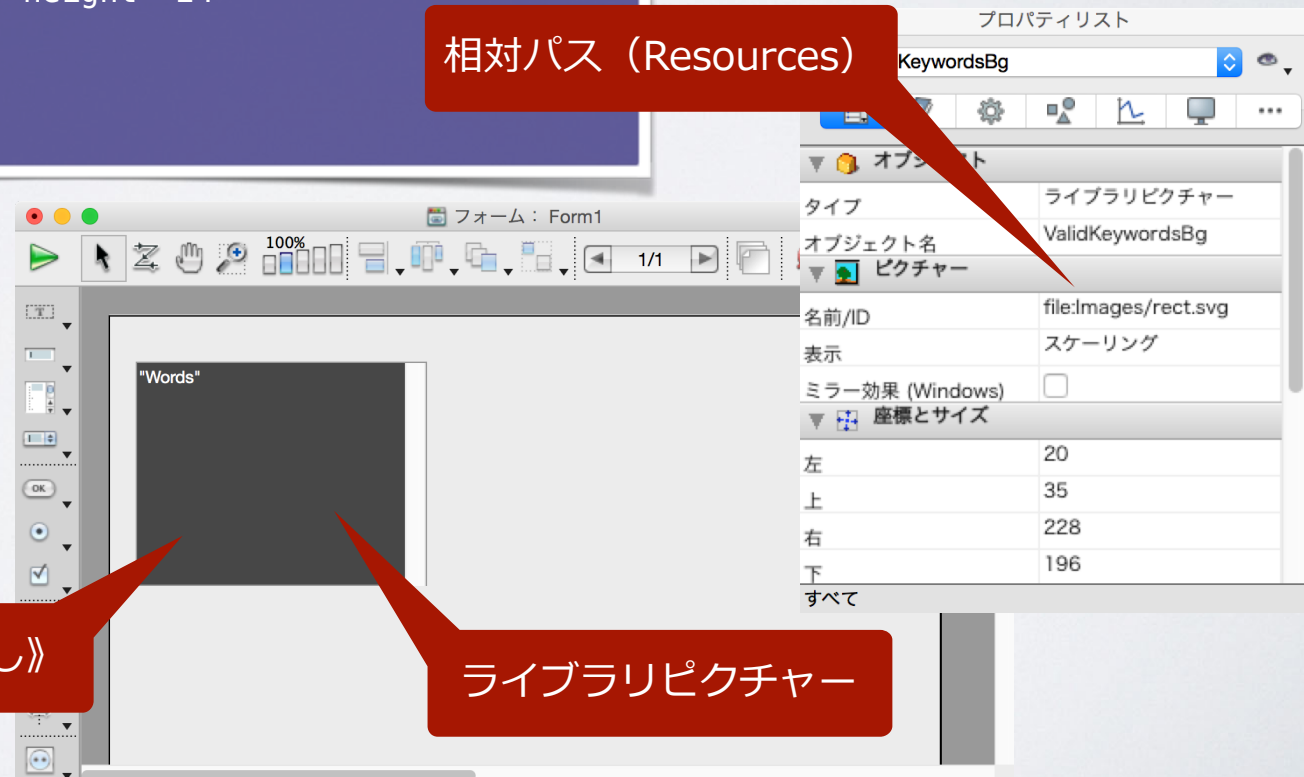 相対パス（Resources）
プロパティリスト
KeywordsBg
オブジェクト
タイプ ライブラリピクチャー
オブジェクト名 ValidKeywordsBg
ピクチャー
名前/ID file:Images/rect.svg
表示 スケーリング
ミラー効果 (Windows)
座標とサイズ
左 20
上 35
右 228
下 196
すべて
フォーム： Form1
100%
1/1
"Words"
OK
し》
ライブラリピクチャー